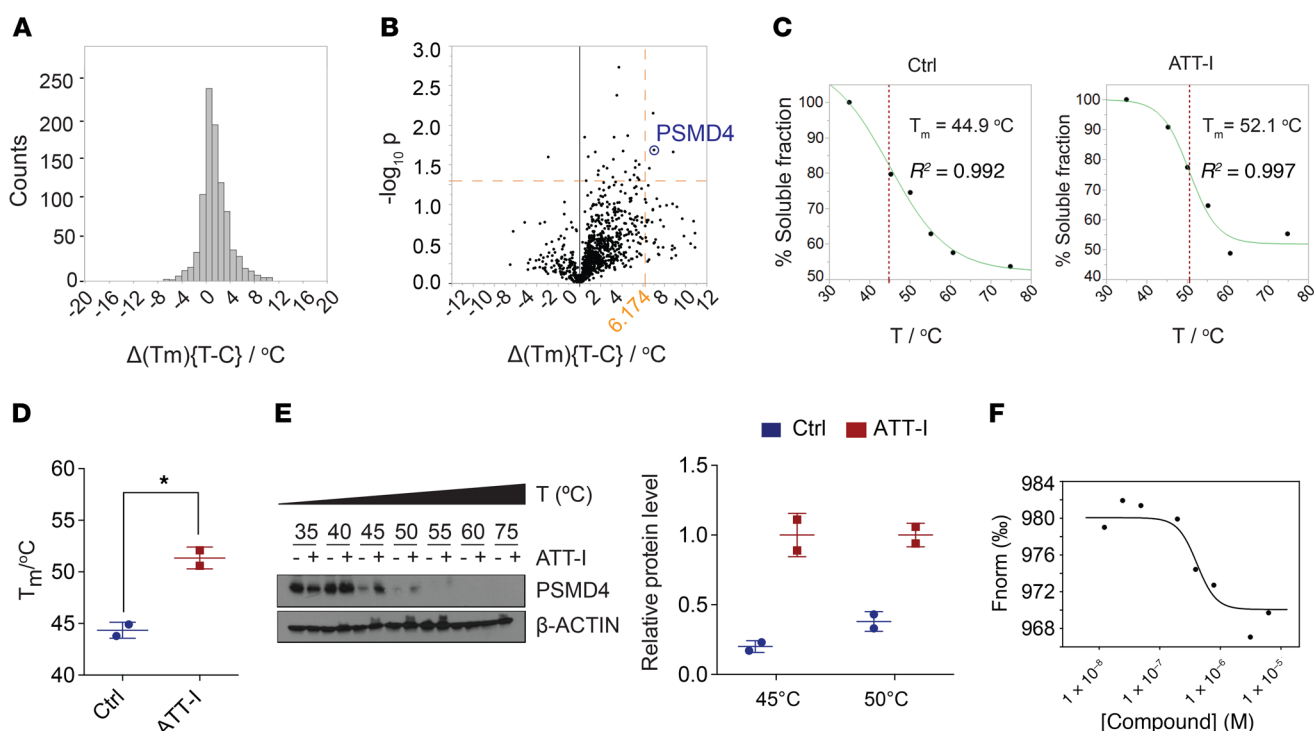 A
Counts
250
200
150
100
50
0
-20
-16
-12
-8
-4
0
4
8
12
16
20
Δ(Tm){T-C} / ºC
B
-log10 p
3.0
2.5
2.0
1.5
1.0
0.5
0.0
PSMD4
-12
-10
-8
-6
-4
-2
0
2
4
6.174
8
10
12
Δ(Tm){T-C} / ºC
C
Ctrl
% Soluble fraction
100
90
80
70
60
50
Tm = 44.9 ºC
R² = 0.992
30
40
50
60
70
80
T / ºC
ATT-I
% Soluble fraction
100
90
80
70
60
50
40
Tm = 52.1 ºC
R² = 0.997
30
40
50
60
70
80
T / ºC
D
Tm/ºC
60
55
50
45
40
*
Ctrl
ATT-I
E
T (ºC)
35 40 45 50 55 60 75
- + - + - + - + - + - + - + ATT-I
PSMD4
β-ACTIN
Ctrl ATT-I
Relative protein level
1.5
1.0
0.5
0.0
45°C
50°C
F
Fnorm (‰)
984
980
976
972
968
1 × 10⁻⁸
1 × 10⁻⁷
1 × 10⁻⁶
1 × 10⁻⁵
[Compound] (M)